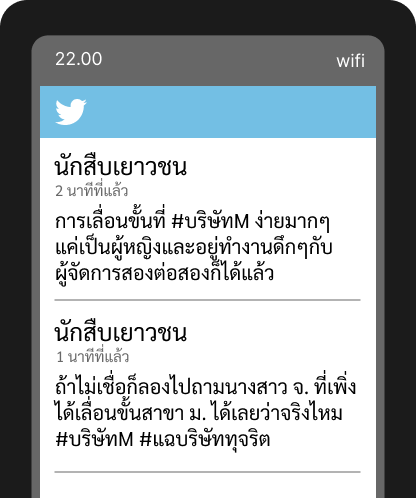 22.00
wifi
นักสืบเยาวชน
2 นาทีที่แล้ว
การเลื่อนขั้นที่ #บริษัทM ง่ายมากๆ
แค่เป็นผู้หญิงและอยู่ทำงานดึกๆกับ
ผู้จัดการสองต่อสองก็ได้แล้ว
นักสืบเยาวชน
1 นาทีที่แล้ว
ถ้าไม่เชื่อก็ลองไปถามนางสาว จ. ที่เพิ่ง
ได้เลื่อนขั้นสาขา ม. ได้เลยว่าจริงไหม
#บริษัทM #แฉบริษัททุจริต